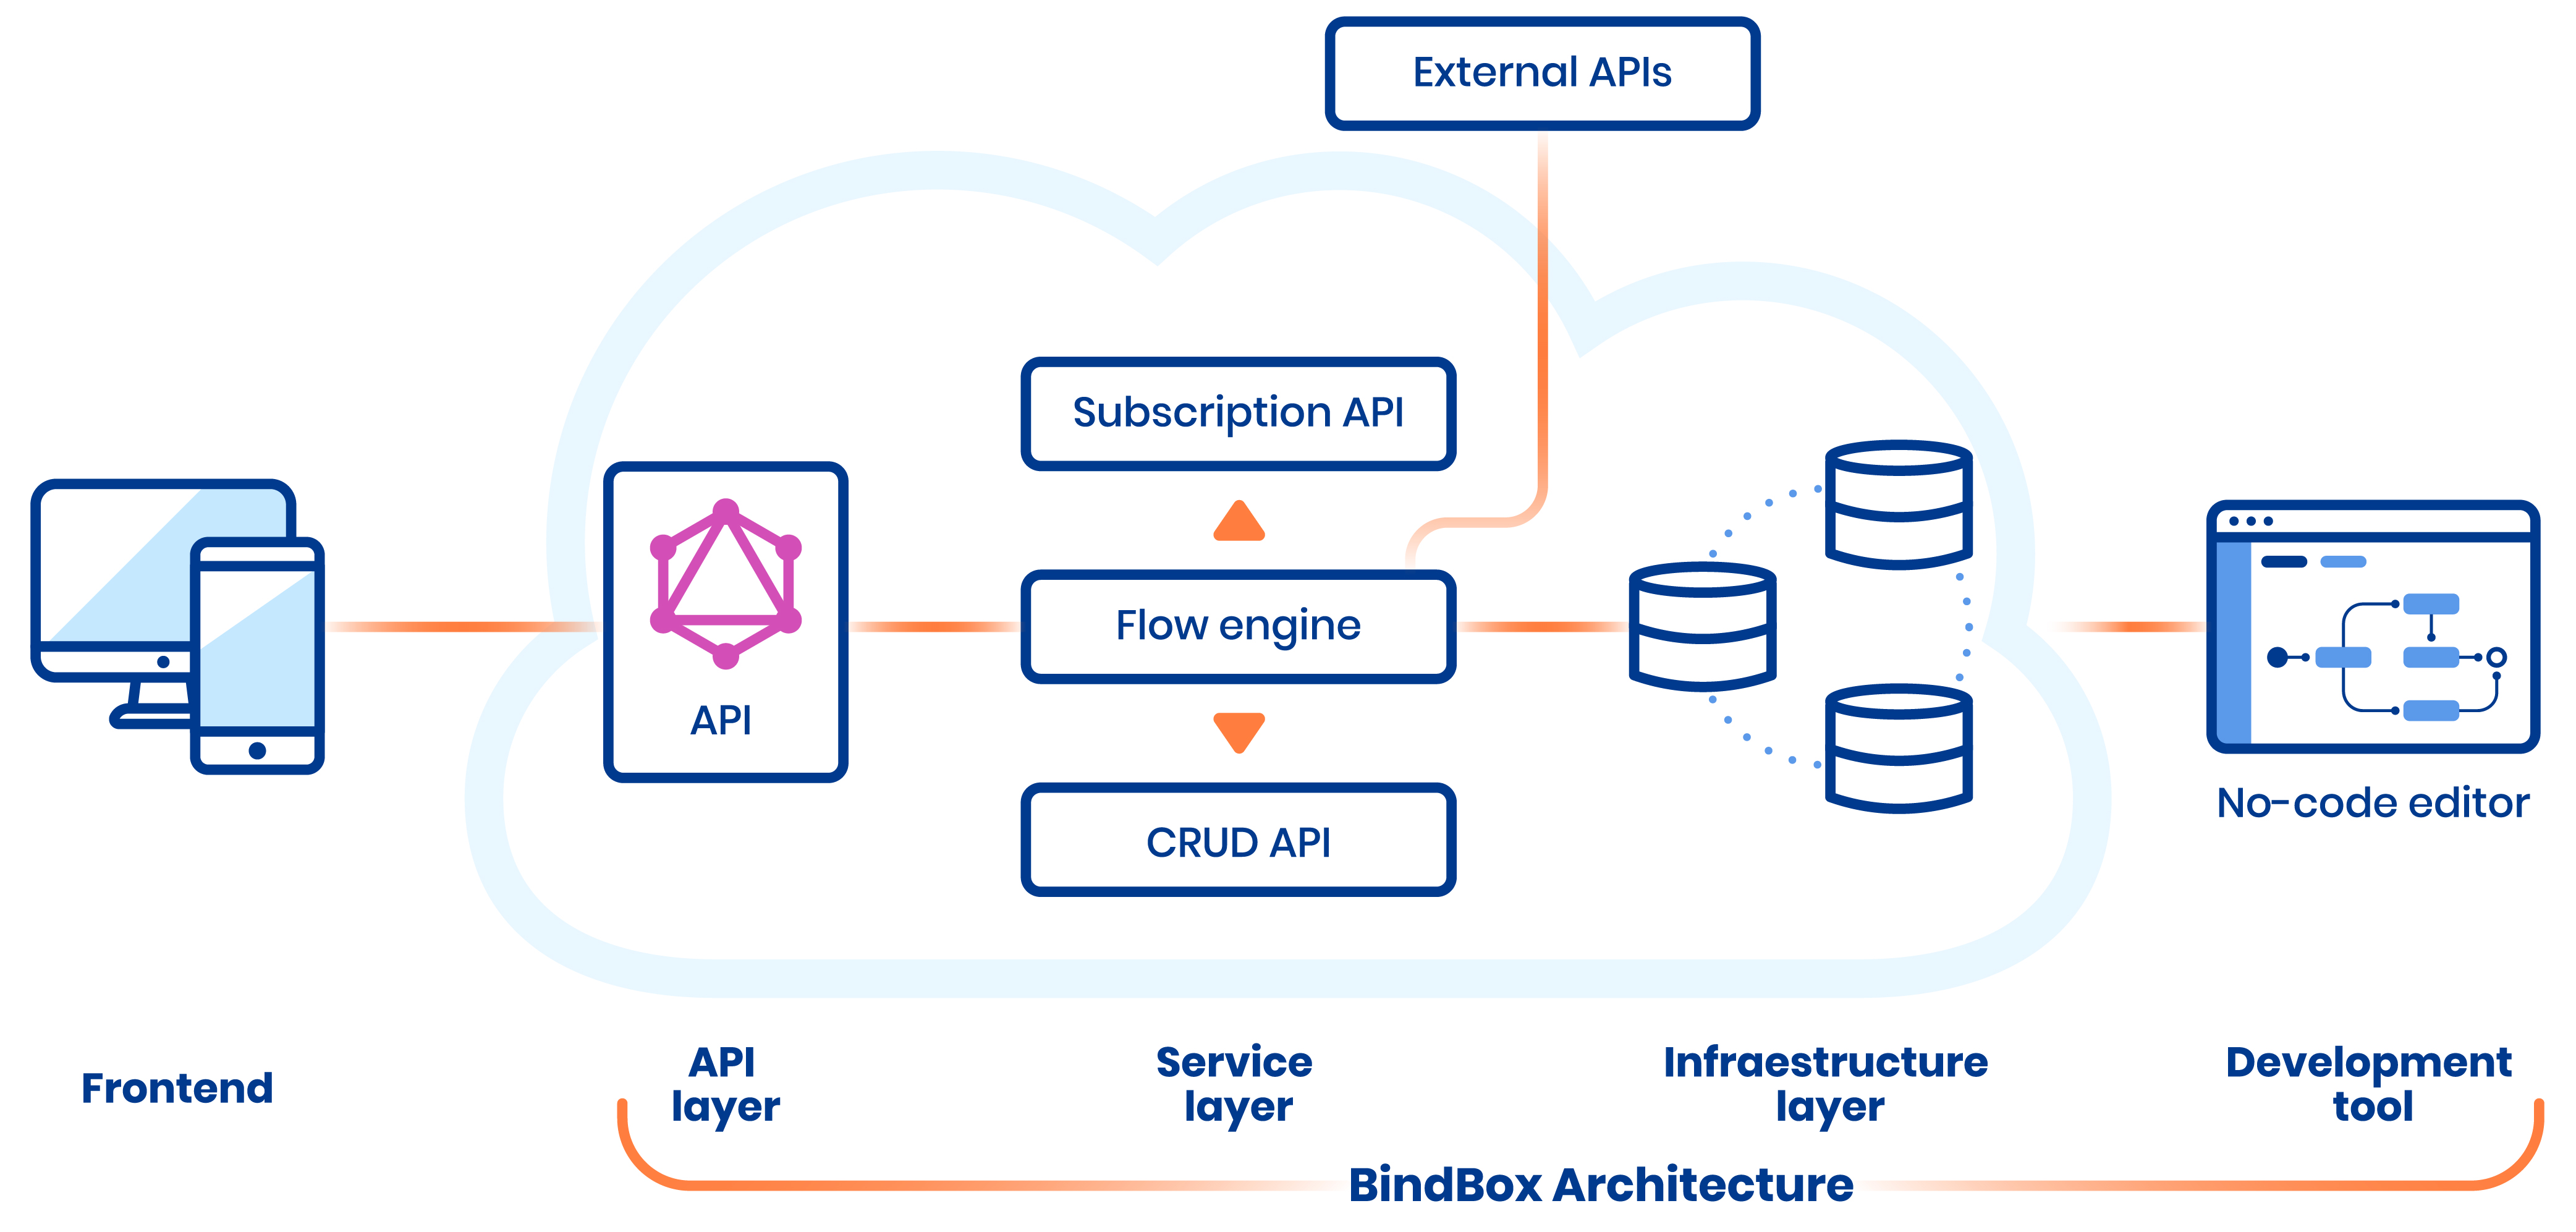 External APIs
Subscription API
Flow engine
API
CRUD API
No-code editor
Frontend
API
layer
Service
layer
Infraestructure
layer
Development
tool
BindBox Architecture